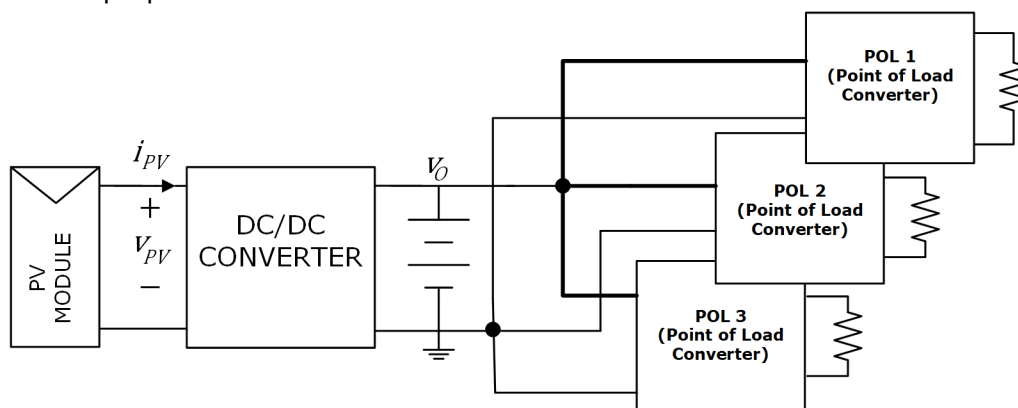 POL 1
(Point of Load
Converter)
i_PV
+
v_PV
−
PV
MODULE
DC/DC
CONVERTER
v_O
POL 2
(Point of Load
Converter)
POL 3
(Point of Load
Converter)